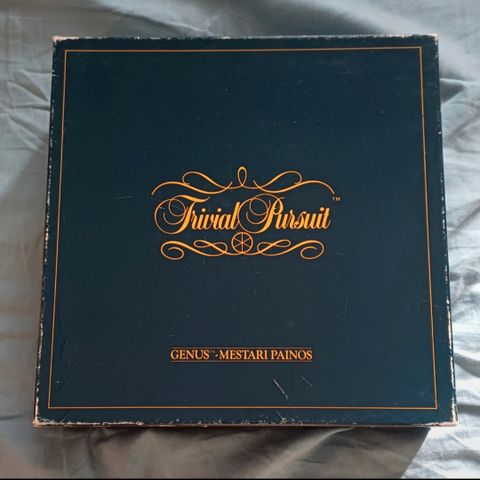 Trivial Pursuit™
GENUS™-MESTARI PAINOS